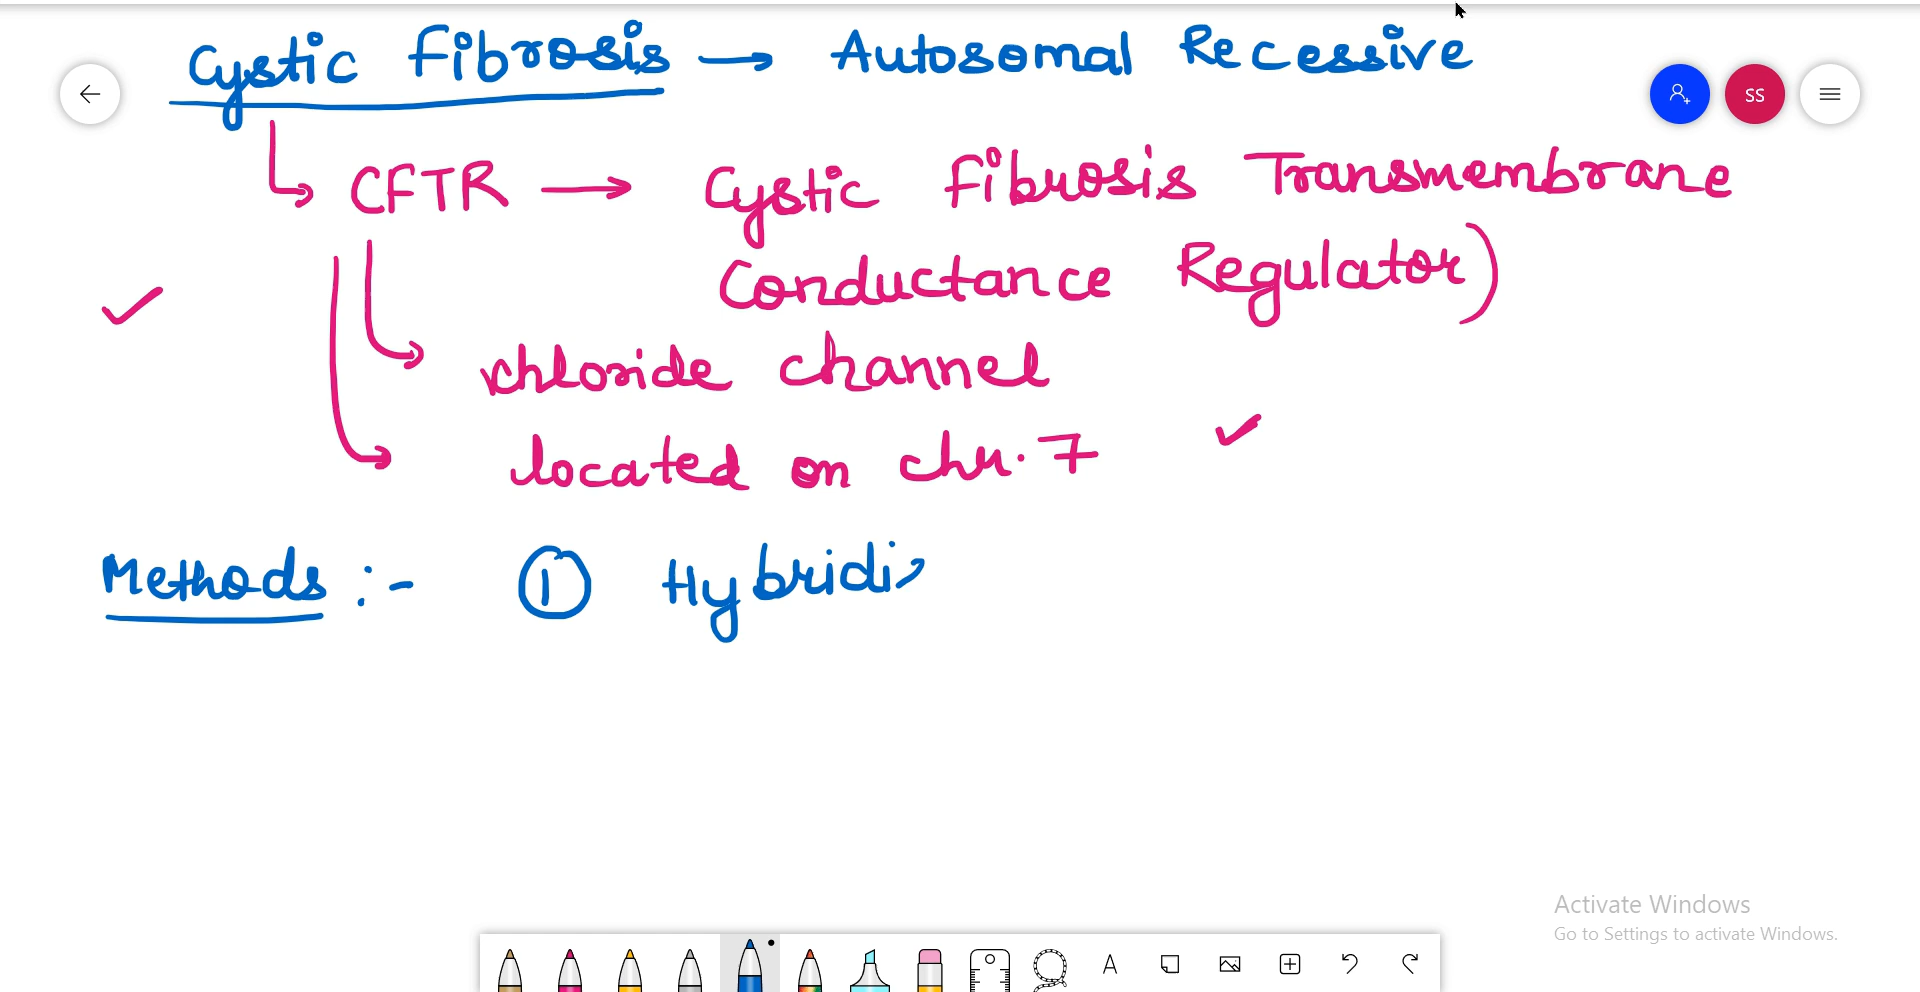 Cystic Fibrosis → Autosomal Recessive
SS
CFTR → Cystic Fibrosis Transmembrane
Conductance Regulator)
chloride channel
located on chr. 7
Methods :- ① Hybridi
Activate Windows
Go to Settings to activate Windows.
A